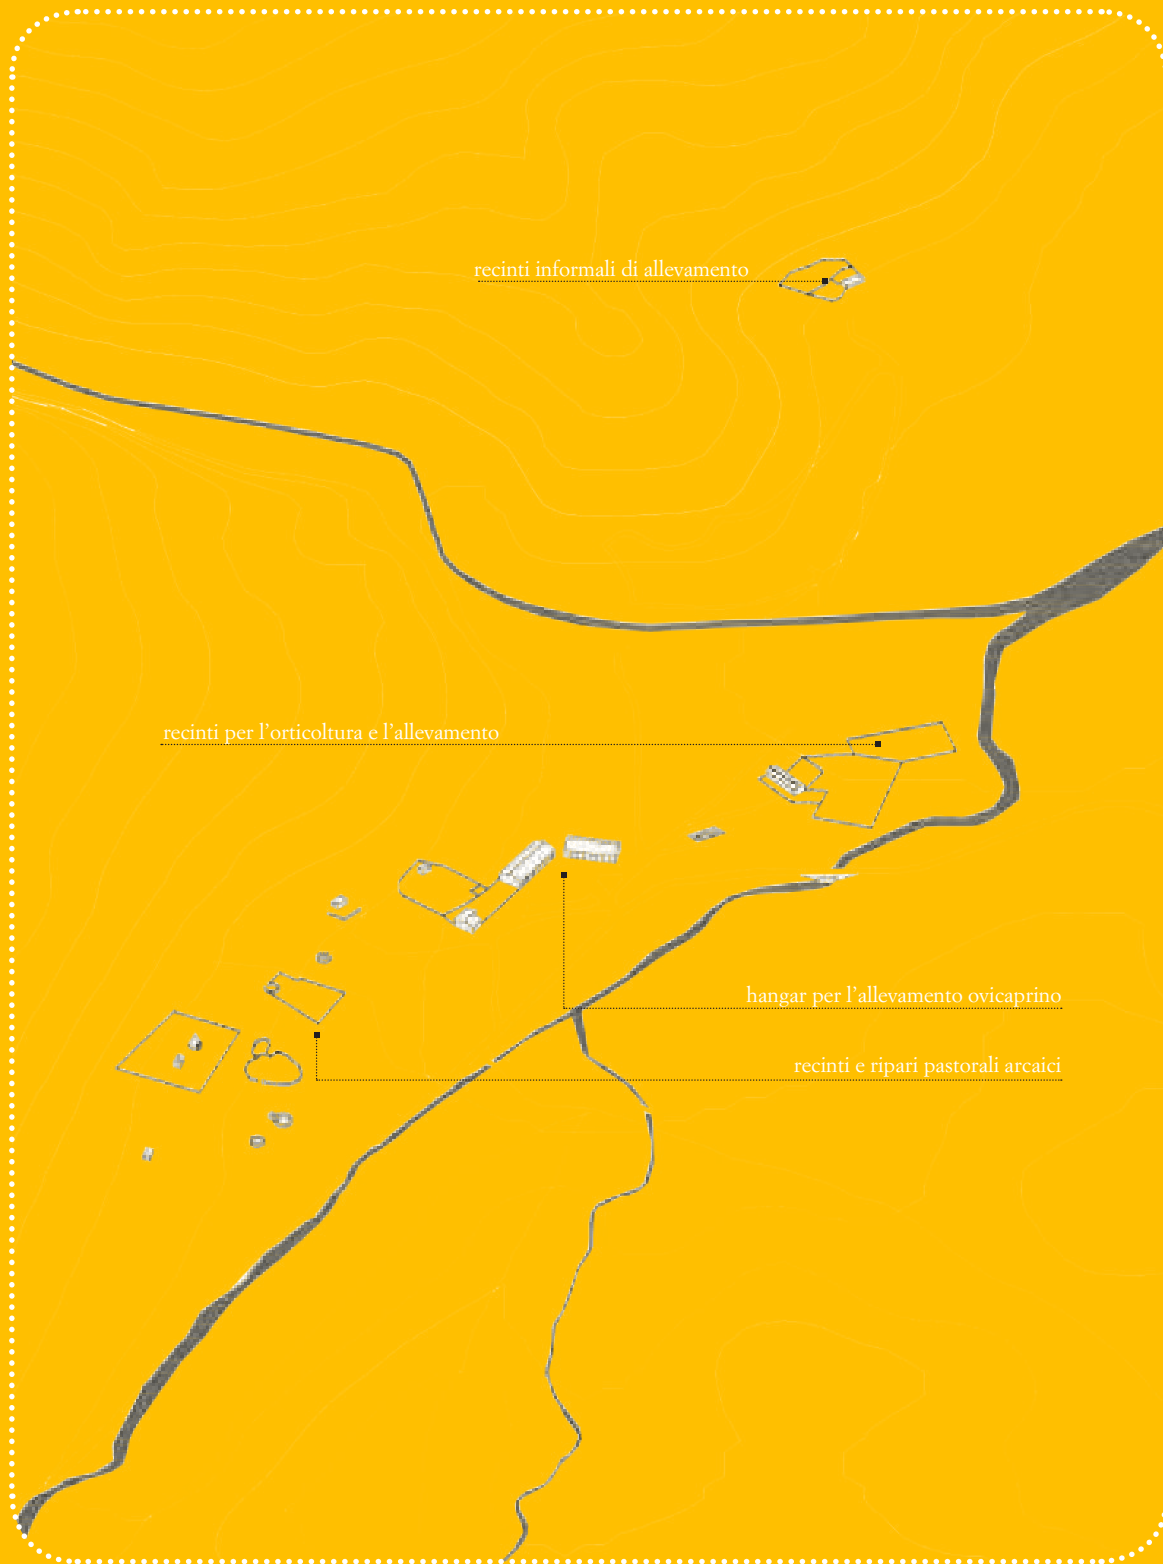 recinti informali di allevamento
recinti per l’orticoltura e l’allevamento
hangar per l’allevamento ovicaprino
recinti e ripari pastorali arcaici